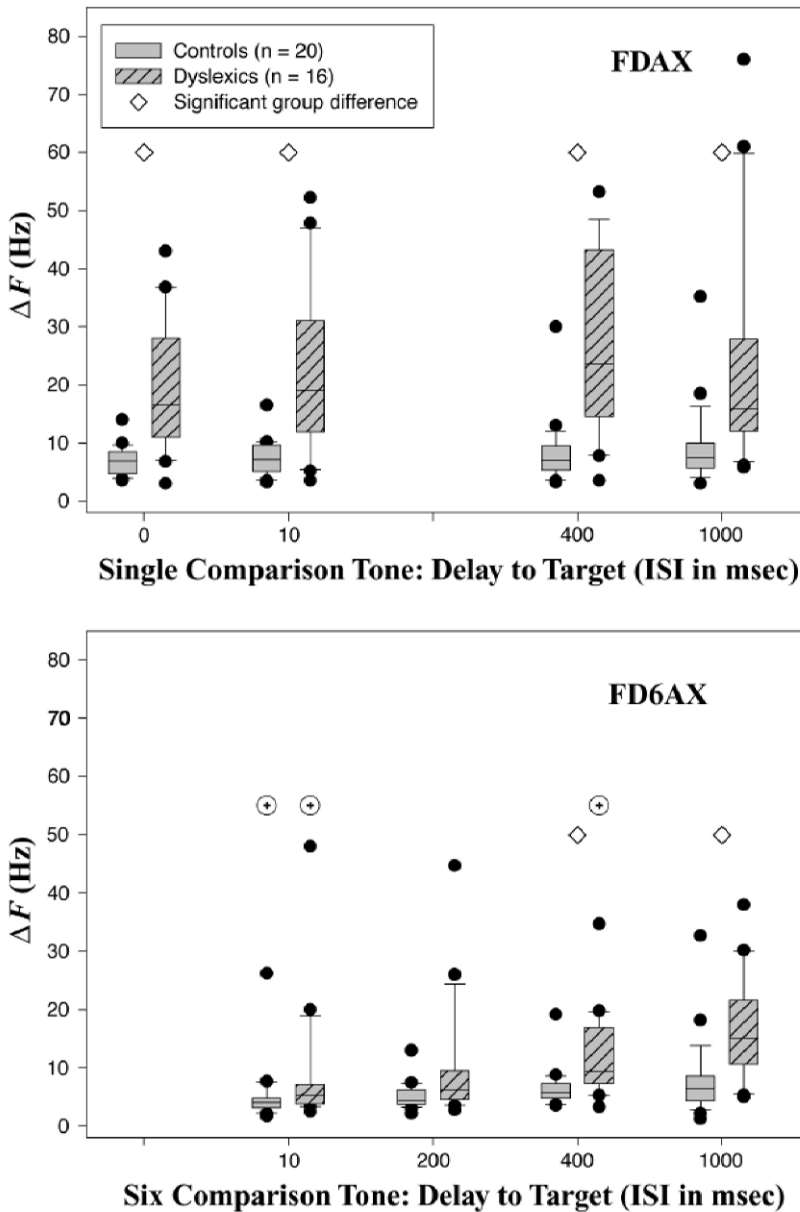 80
70
60
50
40
30
20
10
0
ΔF (Hz)
Controls (n = 20)
Dyslexics (n = 16)
Significant group difference
FDAX
0 10 400 1000
Single Comparison Tone: Delay to Target (ISI in msec)
80
70
60
50
40
30
20
10
0
ΔF (Hz)
FD6AX
10 200 400 1000
Six Comparison Tone: Delay to Target (ISI in msec)